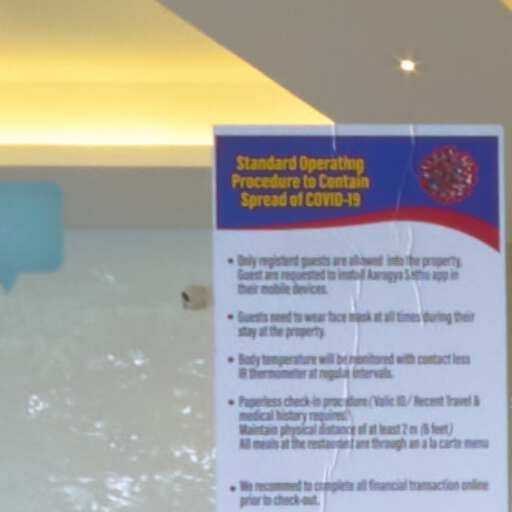 Standard Operating
Procedure to Contain
Spread of COVID-19
• Only registerd guests are allowed into the property.
Guest are requested to install Aarogya Sethu app in
their mobile devices.
• Guests need to wear face mask at all times during their
stay at the property.
• Body temperature will be monitored with contact less
IR thermometer at regular intervals.
• Paperless check-in procedure (Valic ID/ Recent Travel &
medical history required)
Maintain physical distance of at least 2 m (6 feet)
All meals at the restaurant are through an a la carte menu
• We recommed to complete all financial transaction online
prior to check-out.